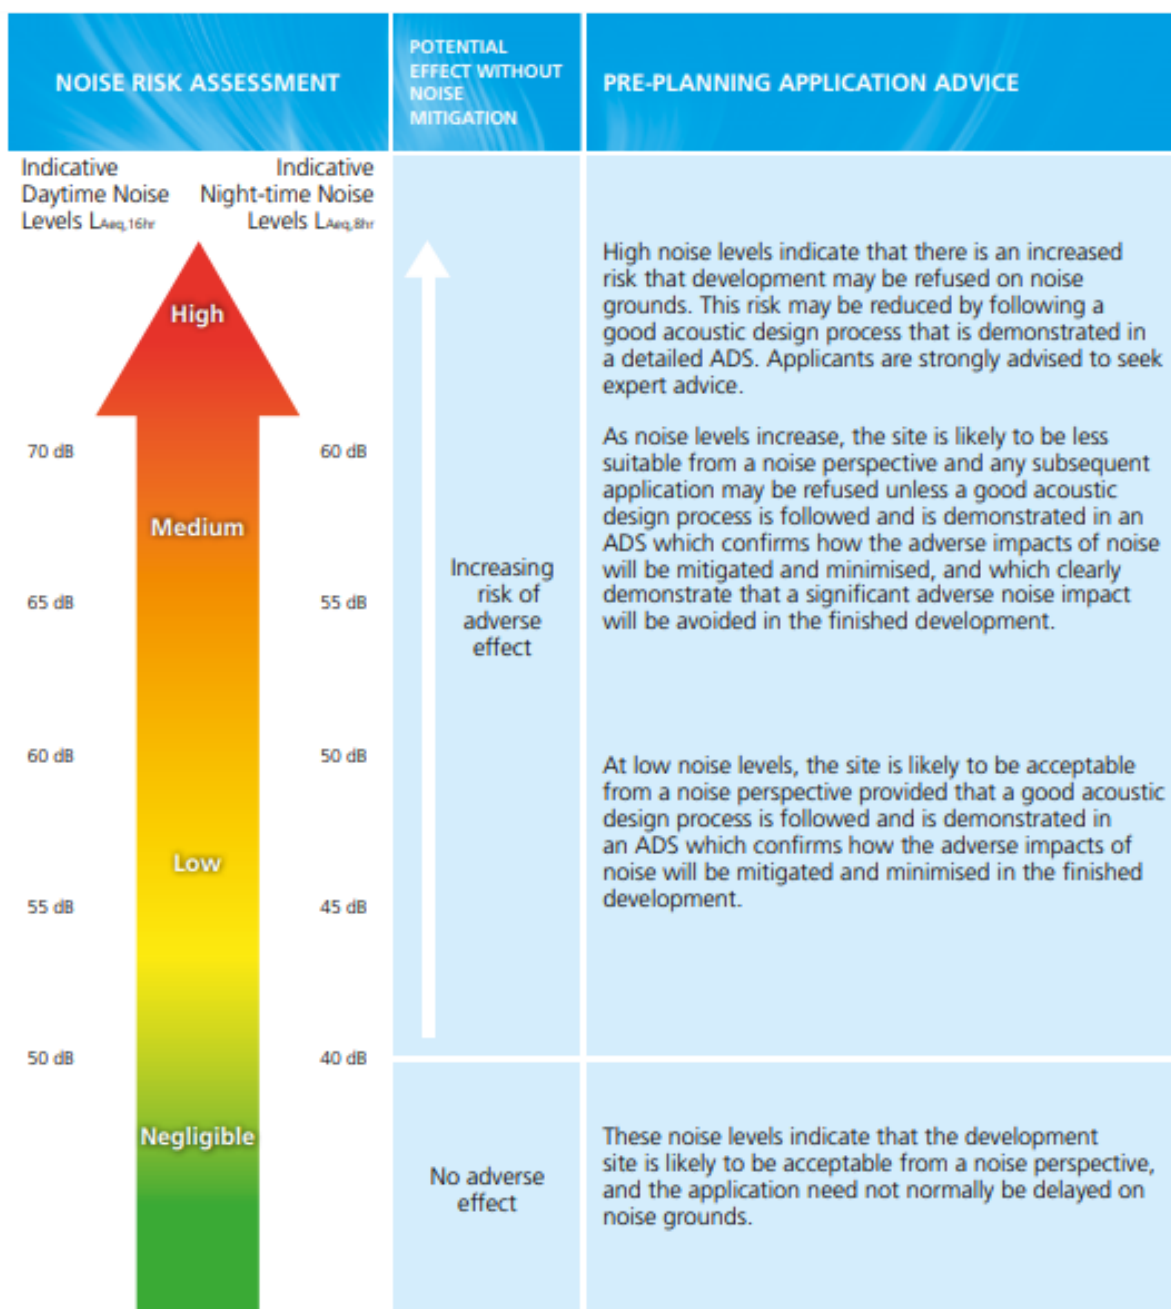 NOISE RISK ASSESSMENT
POTENTIAL
EFFECT WITHOUT
NOISE
MITIGATION
PRE-PLANNING APPLICATION ADVICE
Indicative
Daytime Noise
Levels LAeq,16hr
Indicative
Night-time Noise
Levels LAeq,8hr
High
70 dB
60 dB
Medium
65 dB
55 dB
60 dB
50 dB
Low
55 dB
45 dB
50 dB
40 dB
Negligible
Increasing
risk of
adverse
effect
No adverse
effect
High noise levels indicate that there is an increased
risk that development may be refused on noise
grounds. This risk may be reduced by following a
good acoustic design process that is demonstrated in
a detailed ADS. Applicants are strongly advised to seek
expert advice.
As noise levels increase, the site is likely to be less
suitable from a noise perspective and any subsequent
application may be refused unless a good acoustic
design process is followed and is demonstrated in an
ADS which confirms how the adverse impacts of noise
will be mitigated and minimised, and which clearly
demonstrate that a significant adverse noise impact
will be avoided in the finished development.
At low noise levels, the site is likely to be acceptable
from a noise perspective provided that a good acoustic
design process is followed and is demonstrated in
an ADS which confirms how the adverse impacts of
noise will be mitigated and minimised in the finished
development.
These noise levels indicate that the development
site is likely to be acceptable from a noise perspective,
and the application need not normally be delayed on
noise grounds.